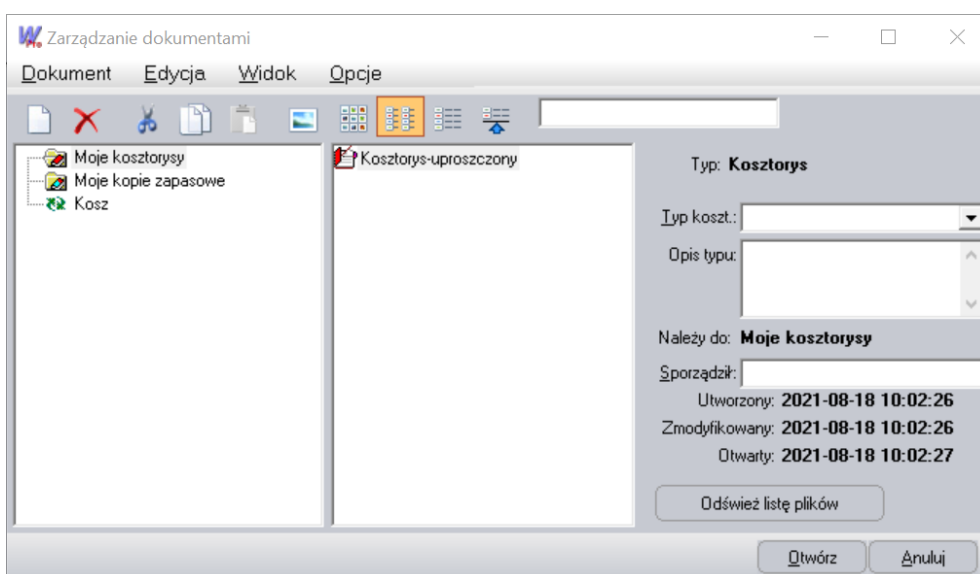 Zarządzanie dokumentami
Dokument Edycja Widok Opcje
Moje kosztorysy
Moje kopie zapasowe
Kosz
Kosztorys-uproszczony
Typ: Kosztorys
Typ koszt.:
Opis typu:
Należy do: Moje kosztorysy
Sporządził:
Utworzony: 2021-08-18 10:02:26
Zmodyfikowany: 2021-08-18 10:02:26
Otwarty: 2021-08-18 10:02:27
Odśwież listę plików
Otwórz Anuluj